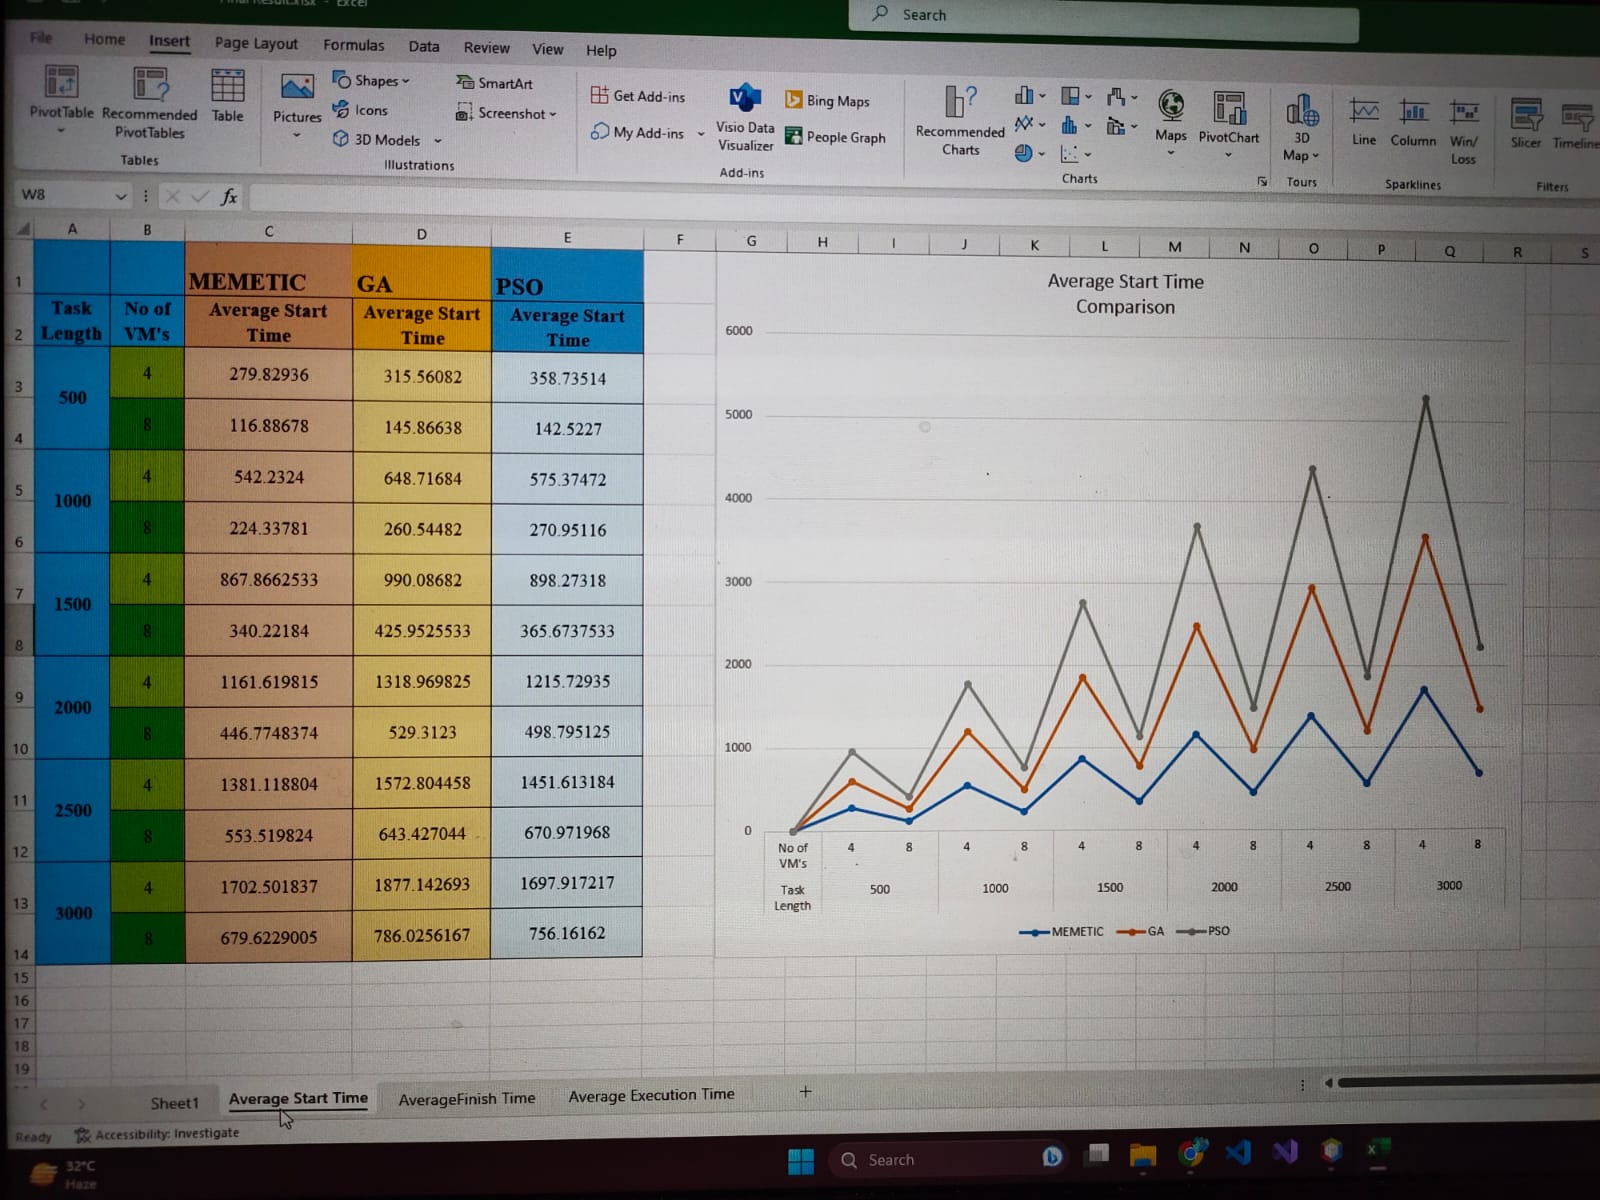 Final Result.xlsx - Excel
Search
File Home Insert Page Layout Formulas Data Review View Help
PivotTable
Recommended
PivotTables
Table
Tables
Pictures
Shapes
Icons
3D Models
SmartArt
Screenshot
Illustrations
Get Add-ins
My Add-ins
Visio Data
Visualizer
Bing Maps
People Graph
Add-ins
Recommended
Charts
Maps
PivotChart
Charts
3D
Map
Tours
Line
Column
Win/
Loss
Sparklines
Slicer
Timeline
Filters
W8
fx
A B C D E F G H I J K L M N O P Q R S
1 MEMETIC GA PSO
2 Task Length No of VM's Average Start Time Average Start Time Average Start Time
3 500 4 279.82936 315.56082 358.73514
4 8 116.88678 145.86638 142.5227
5 1000 4 542.2324 648.71684 575.37472
6 8 224.33781 260.54482 270.95116
7 1500 4 867.8662533 990.08682 898.27318
8 8 340.22184 425.9525533 365.6737533
9 2000 4 1161.619815 1318.969825 1215.72935
10 8 446.7748374 529.3123 498.795125
11 2500 4 1381.118804 1572.804458 1451.613184
12 8 553.519824 643.427044 670.971968
13 3000 4 1702.501837 1877.142693 1697.917217
14 8 679.6229005 786.0256167 756.16162
15
16
17
18
19
Average Start Time
Comparison
6000
5000
4000
3000
2000
1000
0
No of
VM's
4 8 4 8 4 8 4 8 4 8 4 8
Task
Length
500 1000 1500 2000 2500 3000
MEMETIC GA PSO
Sheet1 Average Start Time AverageFinish Time Average Execution Time +
Ready Accessibility: Investigate
32°C
Haze
Search